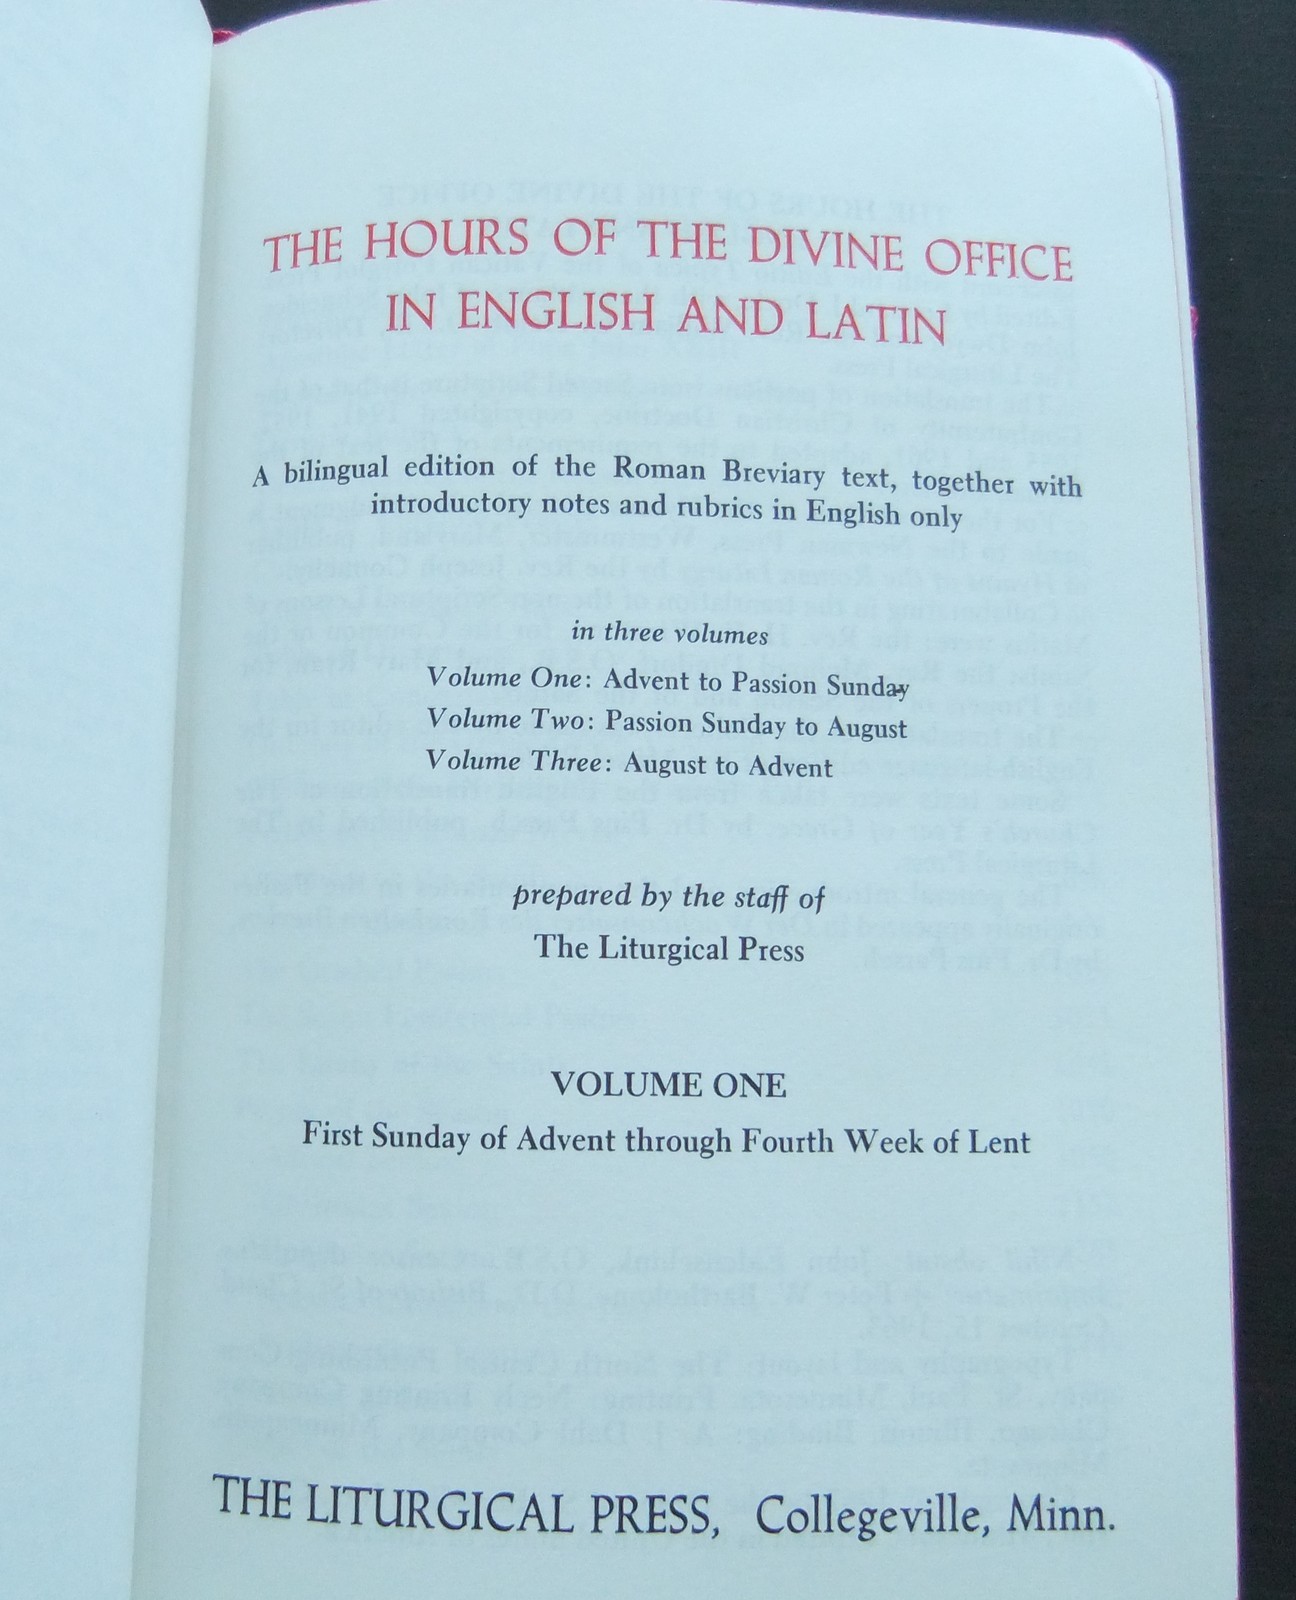 THE HOURS OF THE DIVINE OFFICE
IN ENGLISH AND LATIN
A bilingual edition of the Roman Breviary text, together with
introductory notes and rubrics in English only
in three volumes
Volume One: Advent to Passion Sunday
Volume Two: Passion Sunday to August
Volume Three: August to Advent
prepared by the staff of
The Liturgical Press
VOLUME ONE
First Sunday of Advent through Fourth Week of Lent
THE LITURGICAL PRESS, Collegeville, Minn.